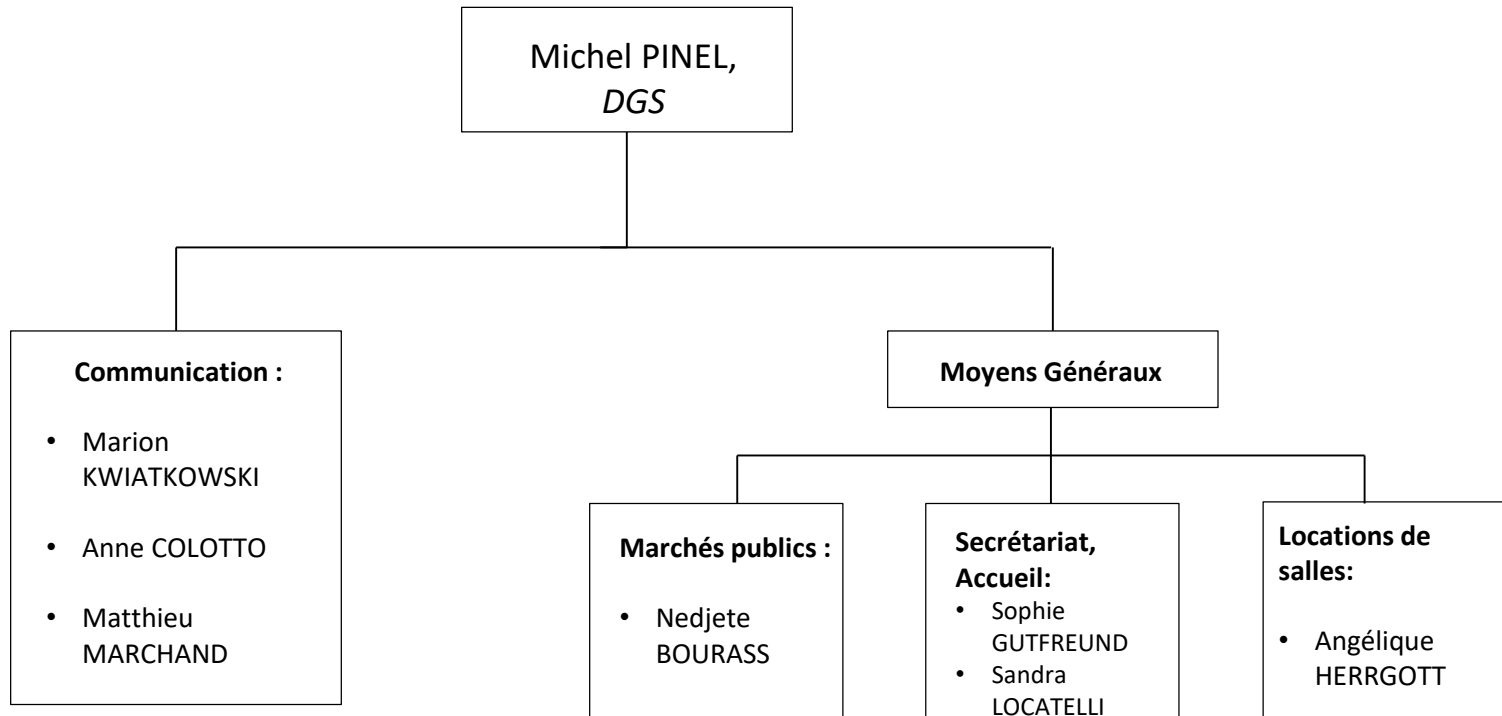 Michel PINEL,
DGS
Communication :
• Marion
KWIATKOWSKI
• Anne COLOTTO
• Matthieu
MARCHAND
Moyens Généraux
Marchés publics :
• Nedjete
BOURASS
Secrétariat,
Accueil:
• Sophie
GUTFREUND
• Sandra
LOCATELLI
Locations de
salles:
• Angélique
HERRGOTT